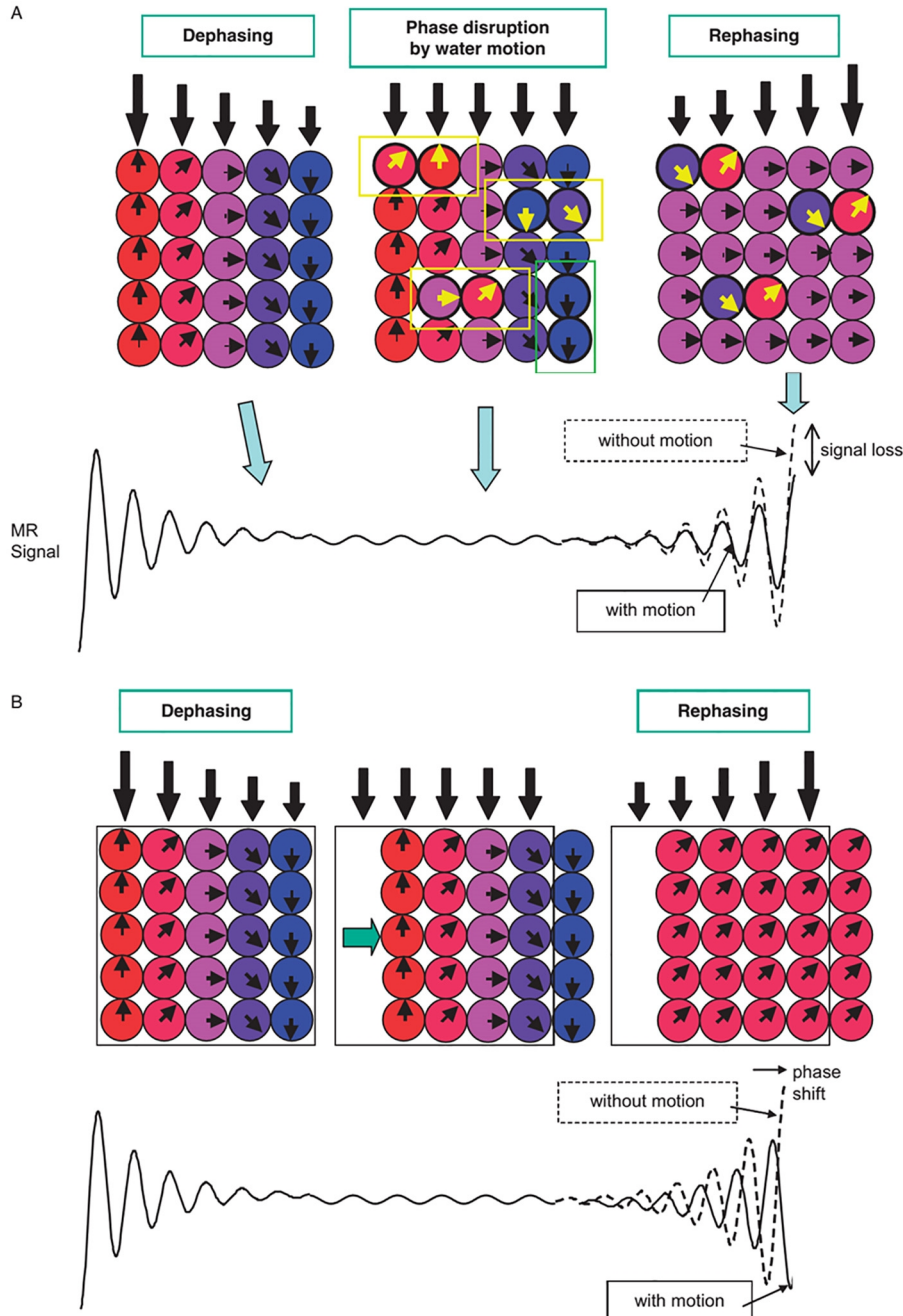 A
Dephasing
Phase disruption
by water motion
Rephasing
without motion
signal loss
MR
Signal
with motion
B
Dephasing
Rephasing
phase
shift
without motion
with motion